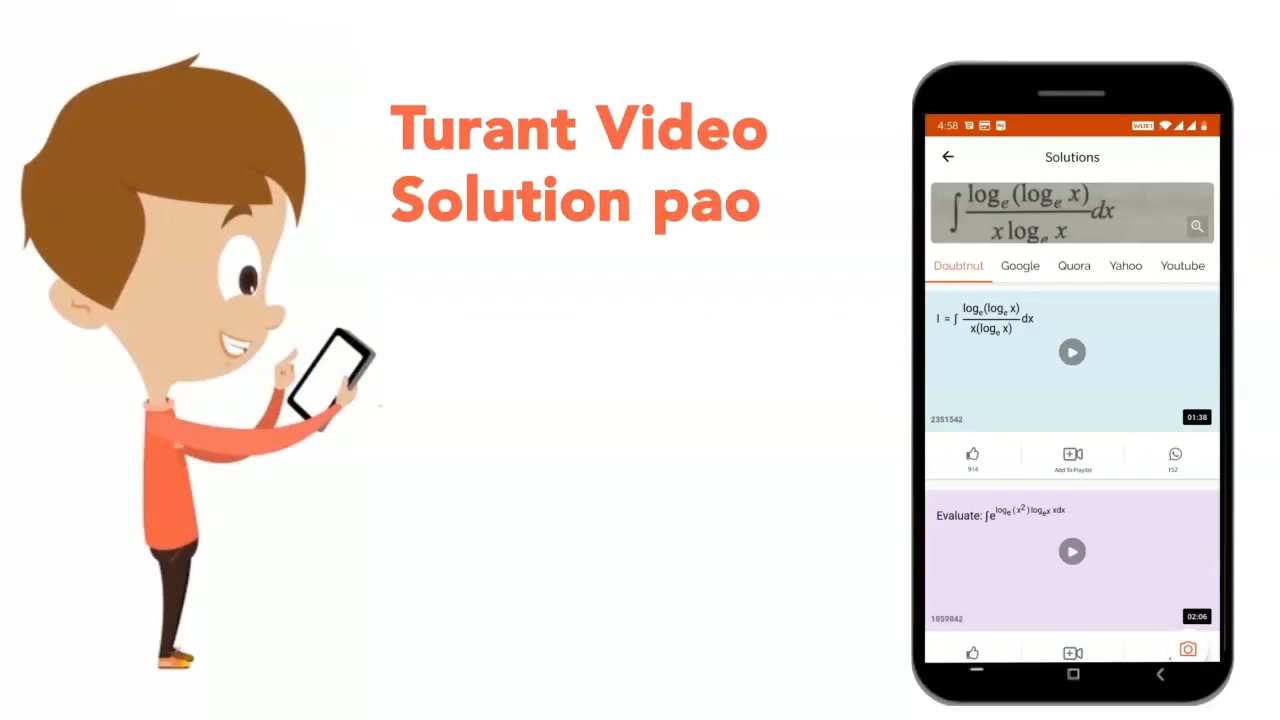 Turant Video
Solution pao
4:58
VoLTE1
Solutions
∫ logₑ(logₑ x) / x logₑ x dx
Doubtnut Google Quora Yahoo Youtube
I = ∫ logₑ(logₑ x) / x(logₑ x) dx
2351542 01:38
914 Add To Playlist 152
Evaluate: ∫e^logₑ(x²)logₑx xdx
1859842 02:06